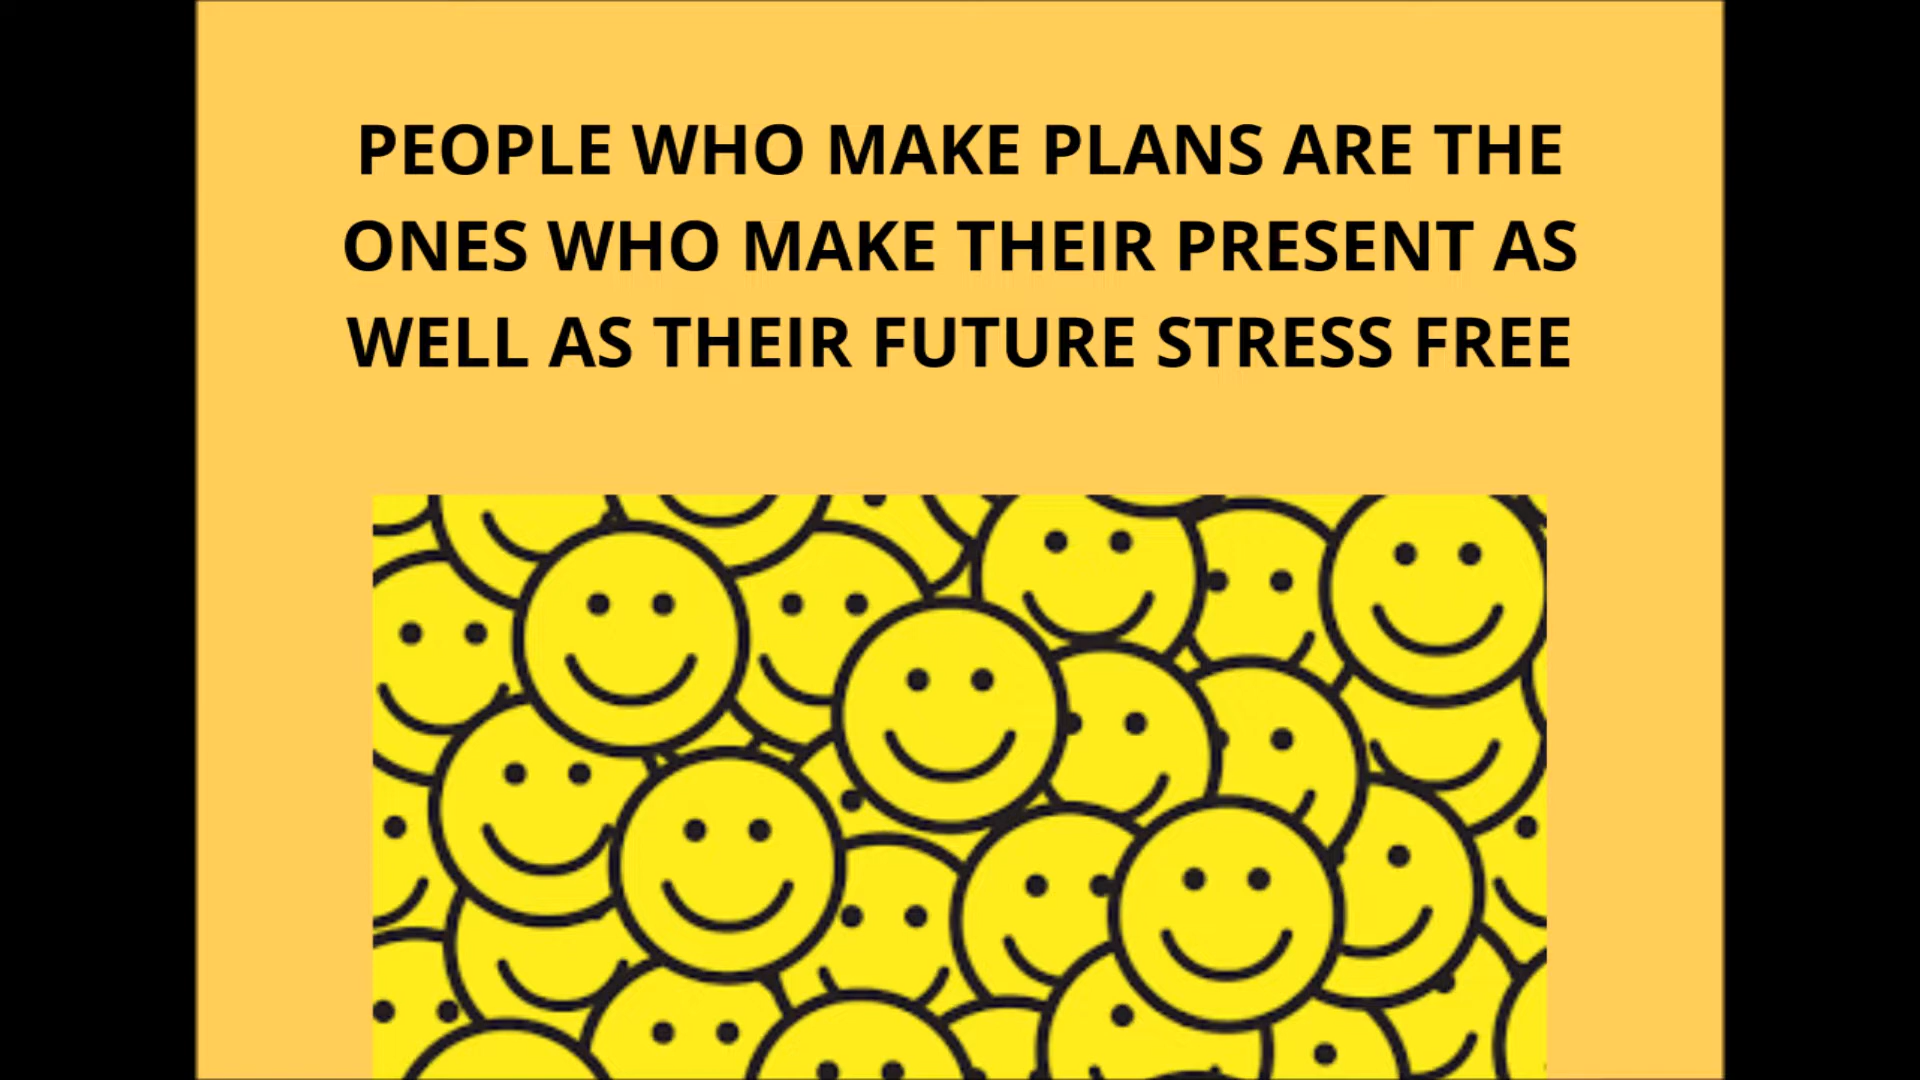 PEOPLE WHO MAKE PLANS ARE THE
ONES WHO MAKE THEIR PRESENT AS
WELL AS THEIR FUTURE STRESS FREE